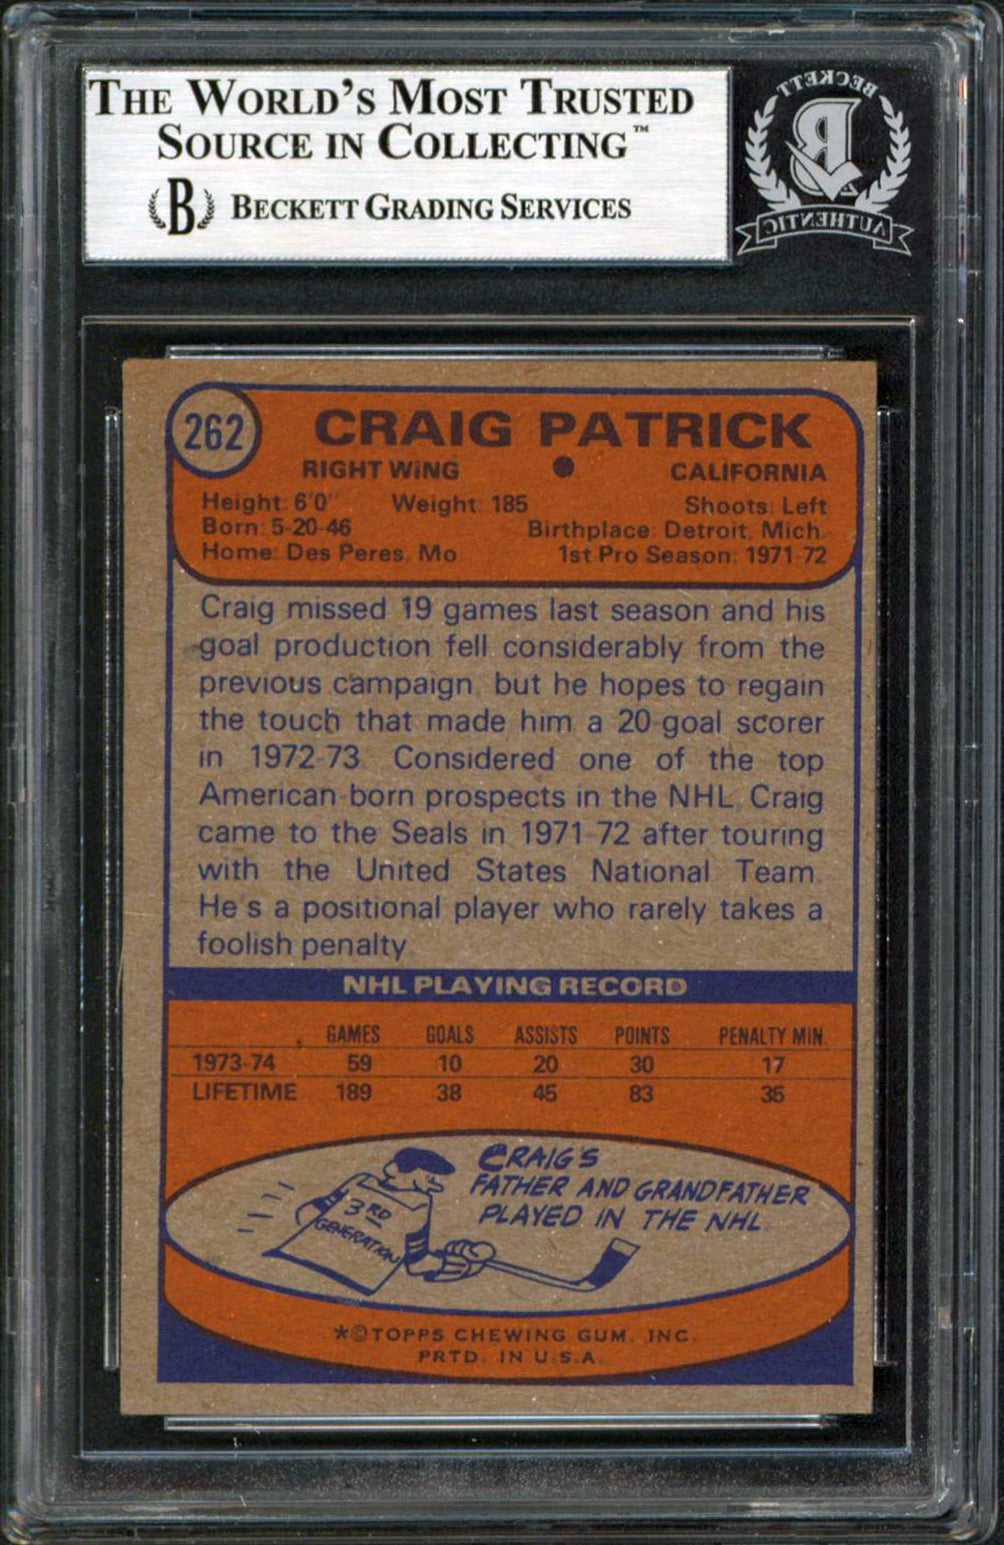 THE WORLD'S MOST TRUSTED
SOURCE IN COLLECTING™
B BECKETT GRADING SERVICES
BECKETT
B
AUTHENTIC
262
CRAIG PATRICK
RIGHT WING • CALIFORNIA
Height: 6'0" Weight: 185 Shoots: Left
Born: 5-20-46 Birthplace: Detroit, Mich.
Home: Des Peres, Mo 1st Pro Season: 1971-72
Craig missed 19 games last season and his
goal production fell considerably from the
previous campaign, but he hopes to regain
the touch that made him a 20-goal scorer
in 1972-73. Considered one of the top
American-born prospects in the NHL, Craig
came to the Seals in 1971-72 after touring
with the United States National Team.
He's a positional player who rarely takes a
foolish penalty.
NHL PLAYING RECORD
GAMES GOALS ASSISTS POINTS PENALTY MIN.
1973-74 59 10 20 30 17
LIFETIME 189 38 45 83 35
CRAIG'S
FATHER AND GRANDFATHER
PLAYED IN THE NHL.
3RD
GENERATION
*©TOPPS CHEWING GUM, INC.
PRTD. IN U.S.A.